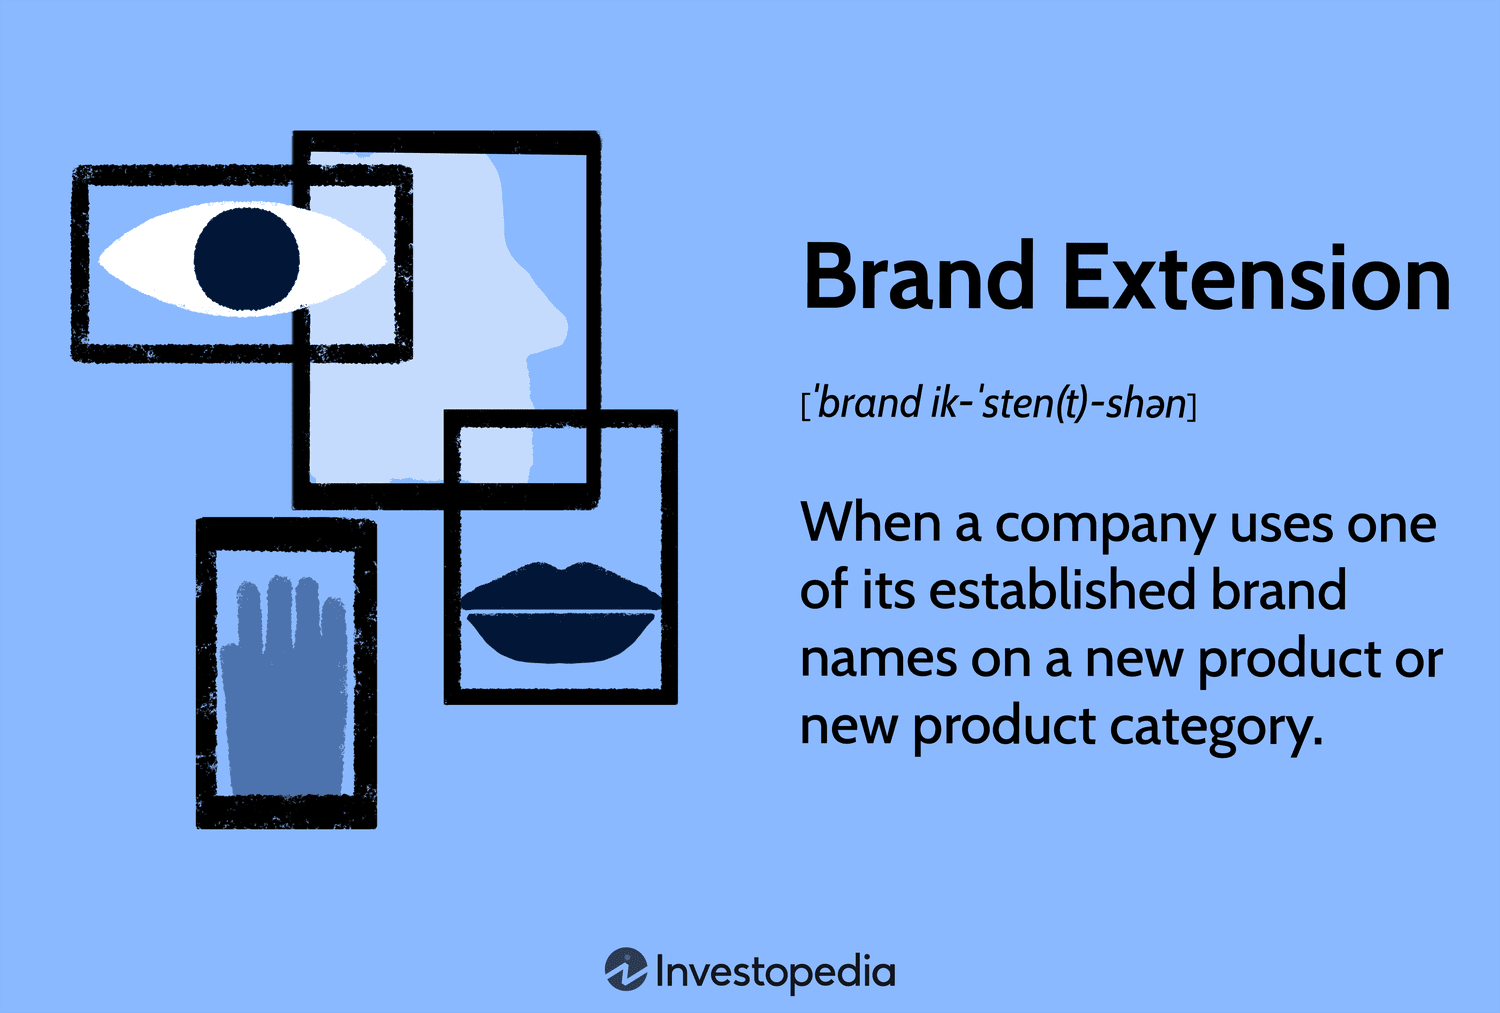 Brand Extension
[ˈbrand ik-ˈsten(t)-shən]
When a company uses one
of its established brand
names on a new product or
new product category.
Investopedia